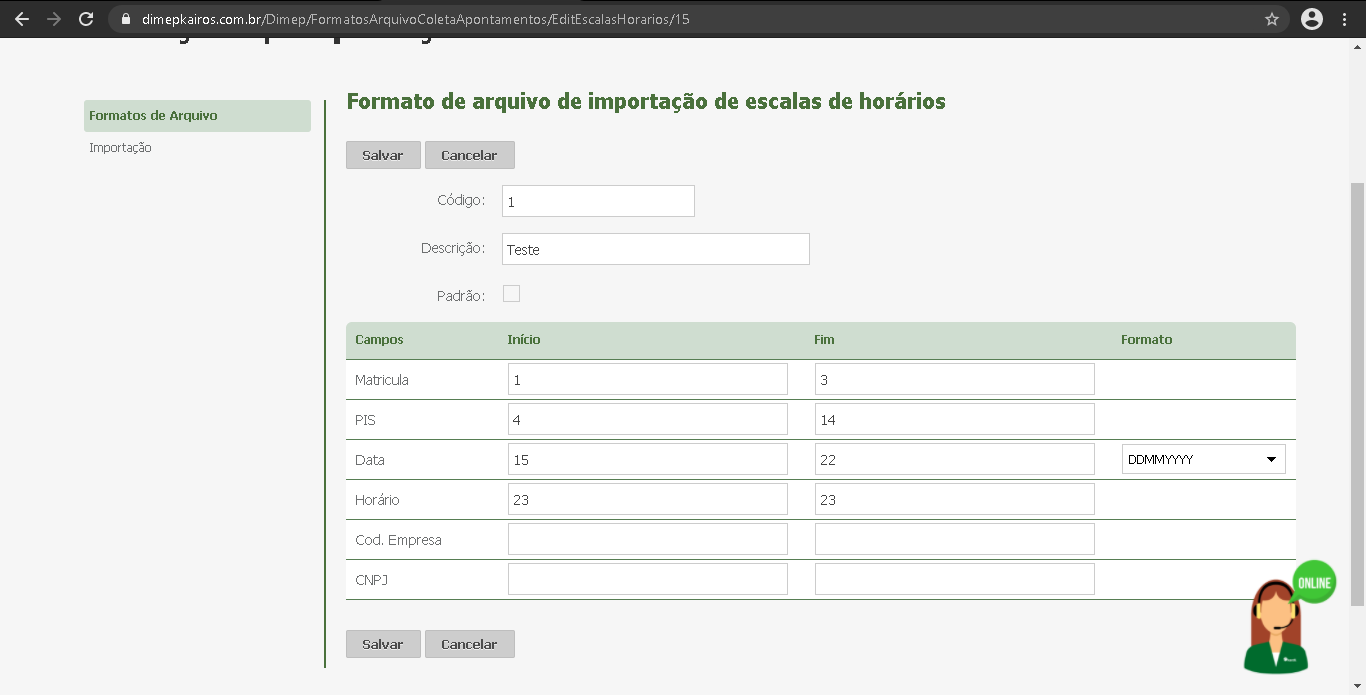 dimepkairos.com.br/Dimep/FormatosArquivoColetaApontamentos/EditEscalasHorarios/15
Formatos de Arquivo
Importação
Formato de arquivo de importação de escalas de horários
Salvar Cancelar
Código: 1
Descrição: Teste
Padrão:
Campos Início Fim Formato
Matricula 1 3
PIS 4 14
Data 15 22 DDMMYYYY
Horário 23 23
Cod. Empresa
CNPJ
ONLINE
Salvar Cancelar